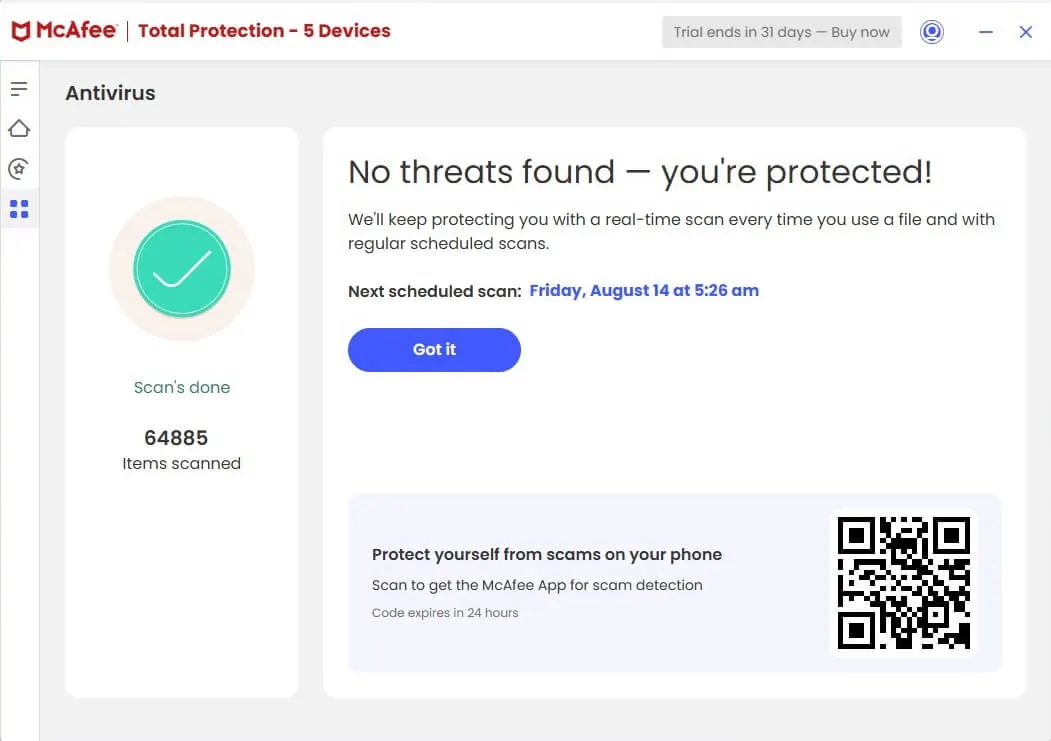 McAfee | Total Protection - 5 Devices
Trial ends in 31 days — Buy now
Antivirus
Scan's done
64885
Items scanned
No threats found — you're protected!
We'll keep protecting you with a real-time scan every time you use a file and with
regular scheduled scans.
Next scheduled scan: Friday, August 14 at 5:26 am
Got it
Protect yourself from scams on your phone
Scan to get the McAfee App for scam detection
Code expires in 24 hours